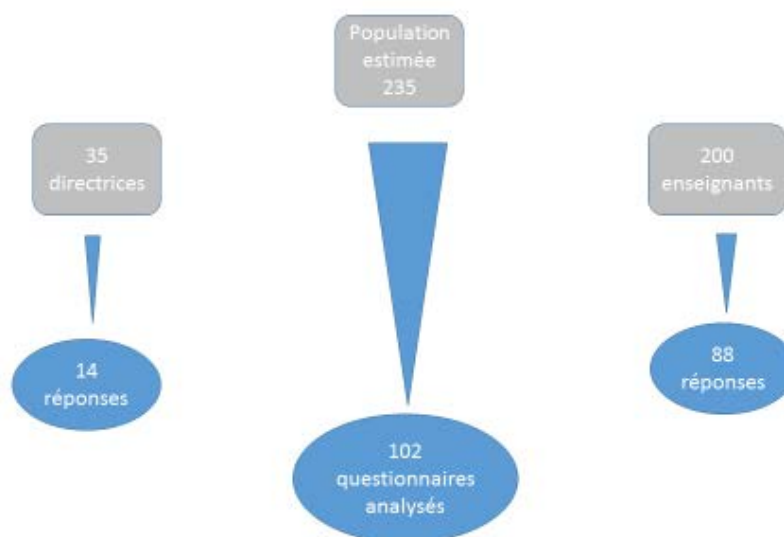 Population
estimée
235
35
directrices
200
enseignants
14
réponses
88
réponses
102
questionnaires
analysés